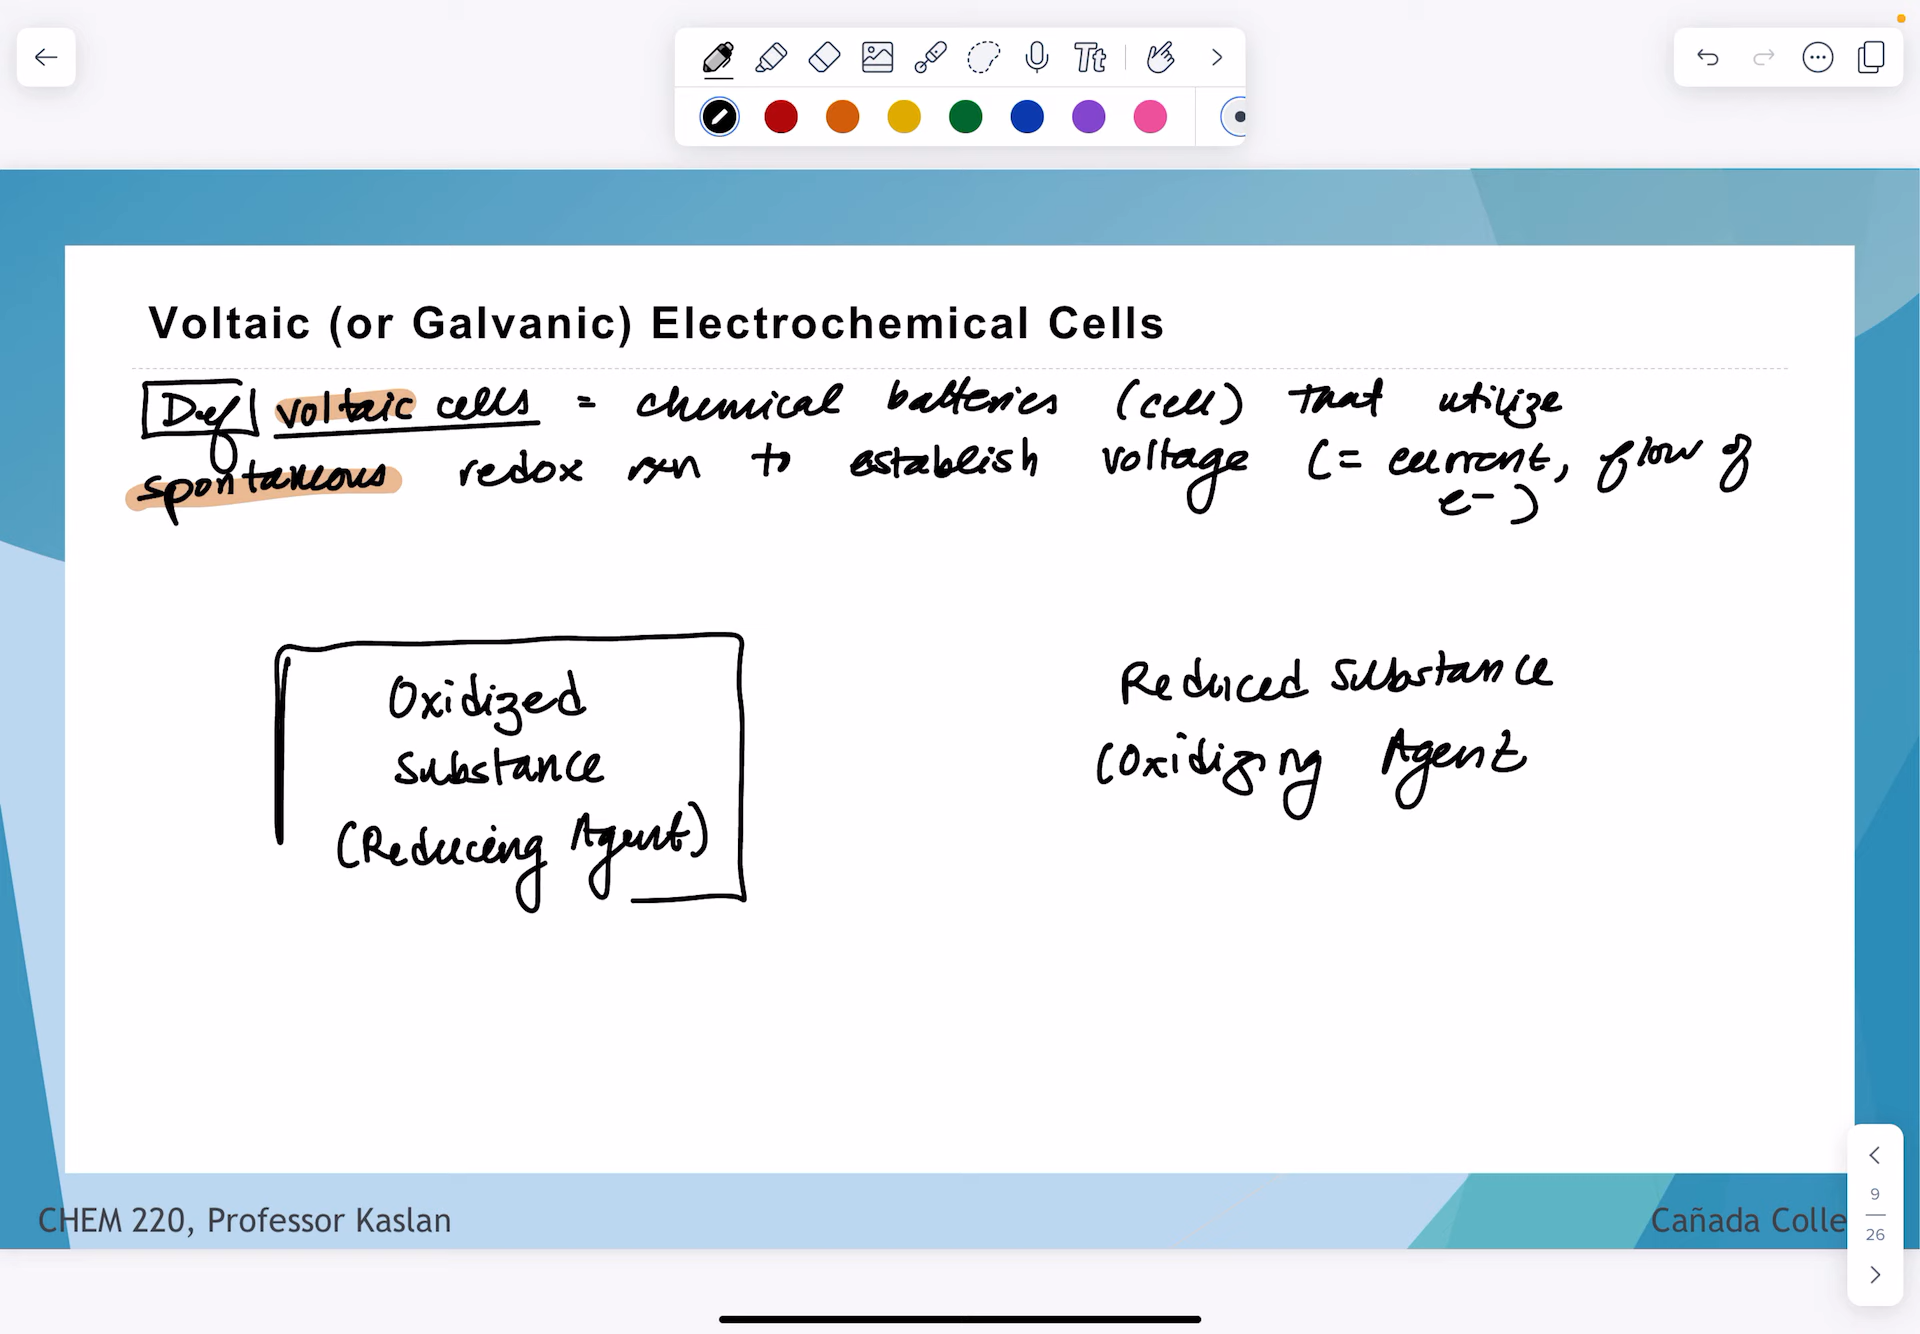 Tt
Voltaic (or Galvanic) Electrochemical Cells
Def voltaic cells = chemical batteries (cell) that utilize
spontaneous redox rxn to establish voltage (= current, flow of
e-)
Oxidized
Substance
(Reducing Agent)
Reduced Substance
(Oxidizing Agent
CHEM 220, Professor Kaslan
Cañada Colle
9
26